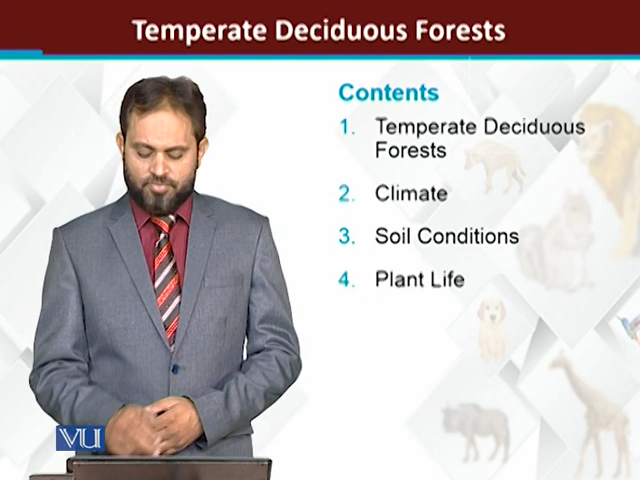 Temperate Deciduous Forests
Contents
1. Temperate Deciduous
Forests
2. Climate
3. Soil Conditions
4. Plant Life
VU